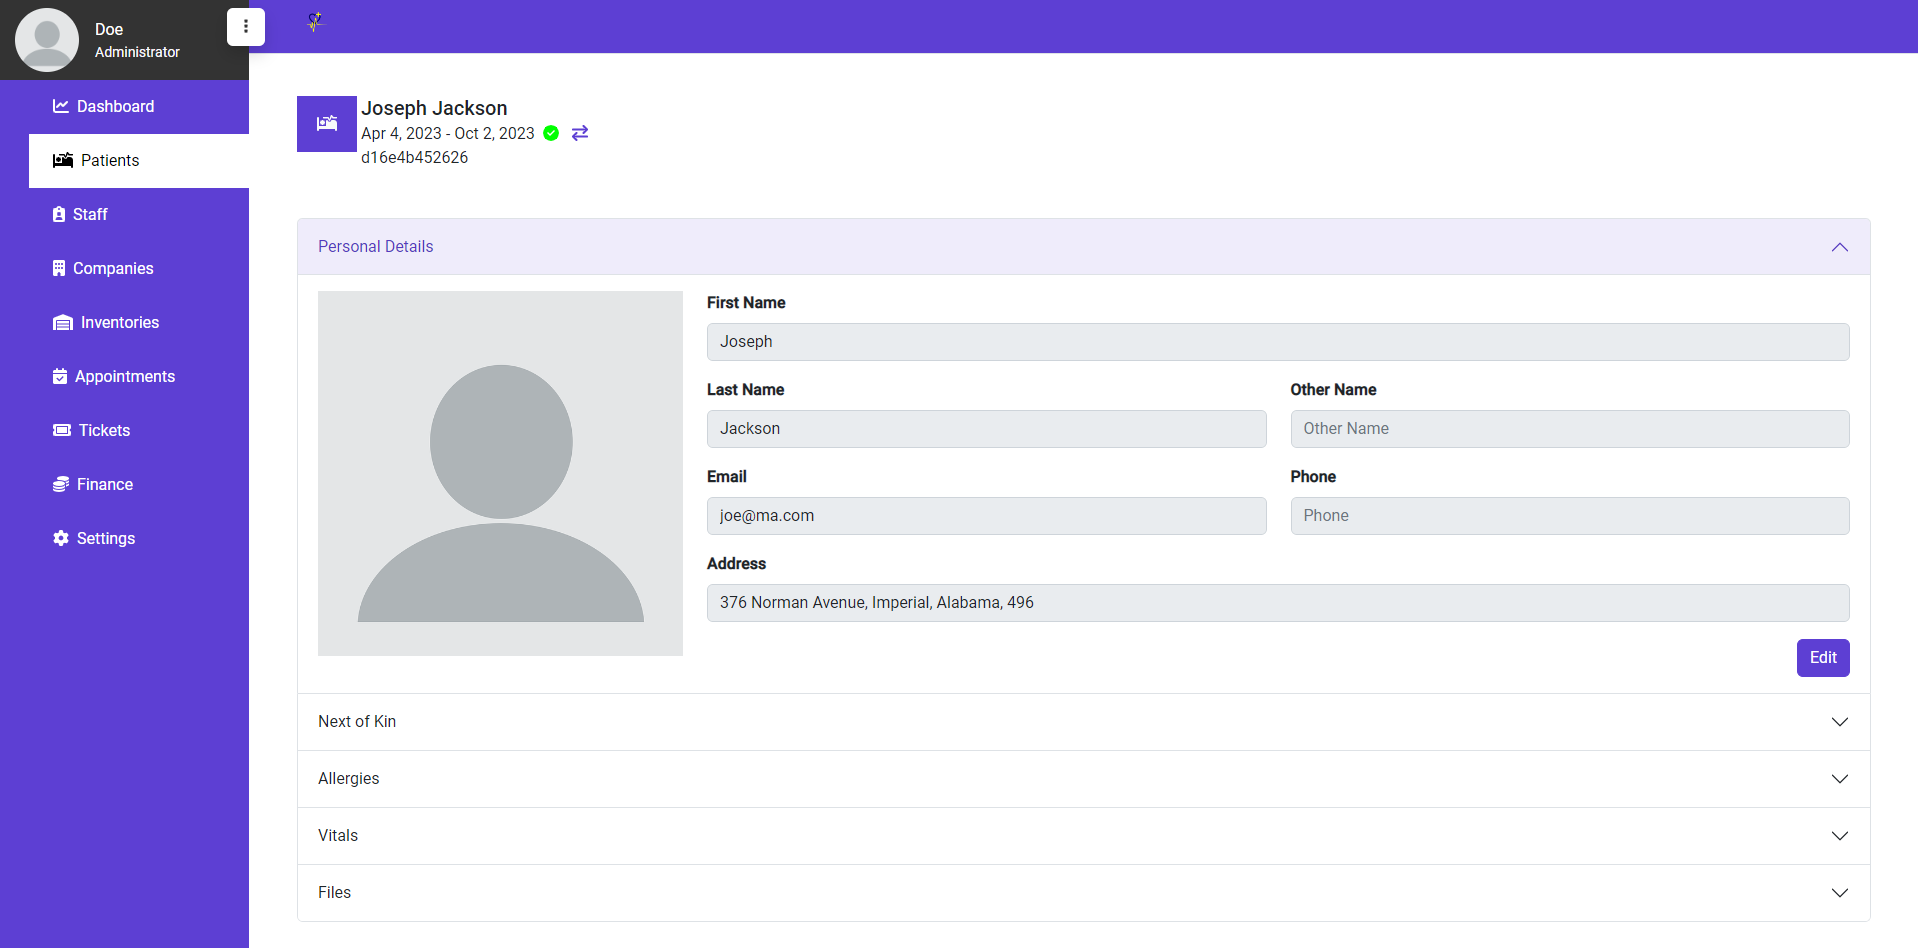 Doe
Administrator
Dashboard
Patients
Staff
Companies
Inventories
Appointments
Tickets
Finance
Settings
Joseph Jackson
Apr 4, 2023 - Oct 2, 2023
d16e4b452626
Personal Details
First Name
Joseph
Last Name
Other Name
Jackson
Other Name
Email
Phone
joe@ma.com
Phone
Address
376 Norman Avenue, Imperial, Alabama, 496
Edit
Next of Kin
Allergies
Vitals
Files